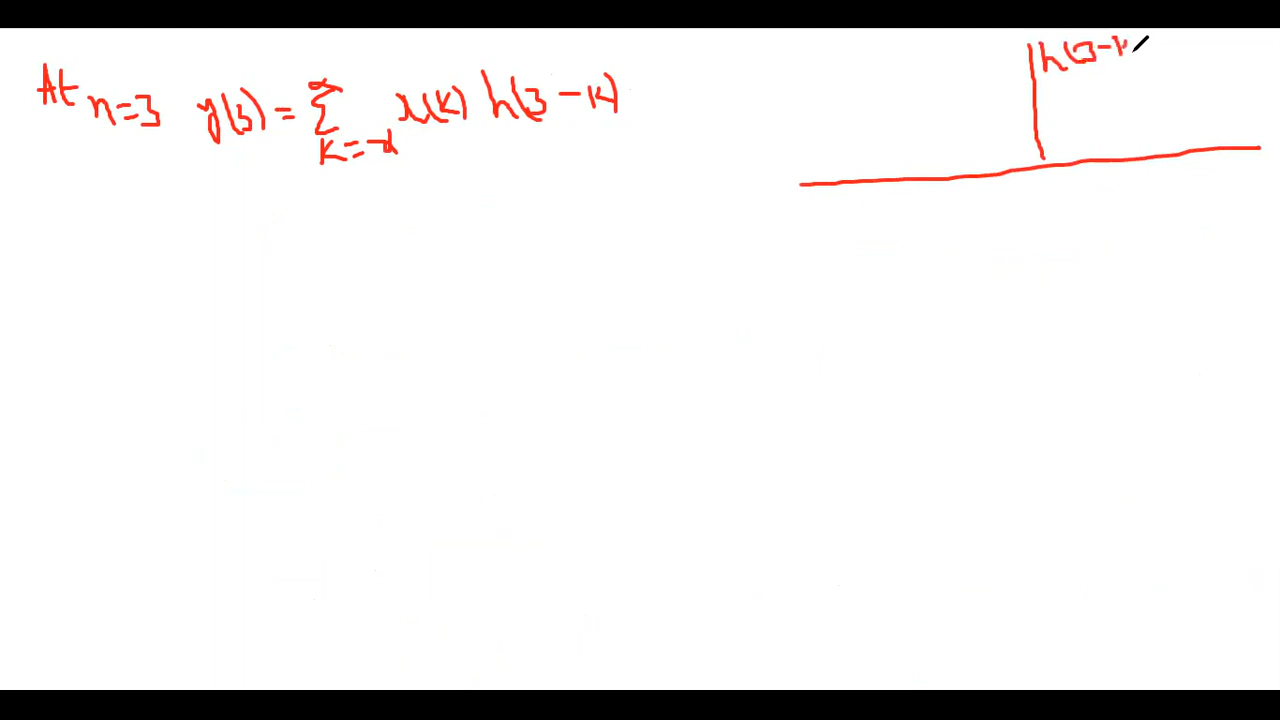 At n=3 y(3) = ∞ Σ k=-∞ x(k) h(3-k)
h(3-k